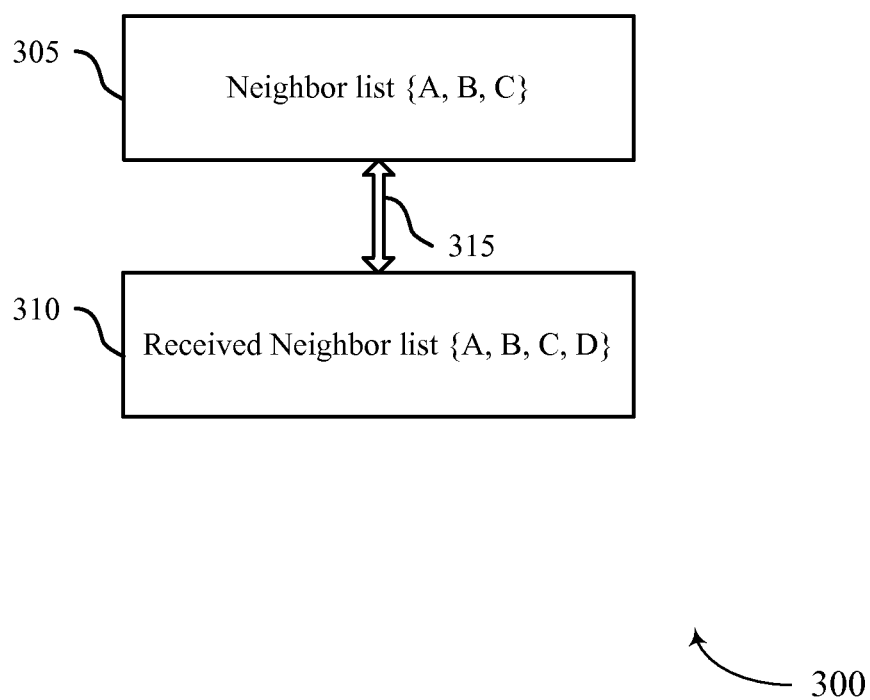 305
Neighbor list {A, B, C}
315
310
Received Neighbor list {A, B, C, D}
300